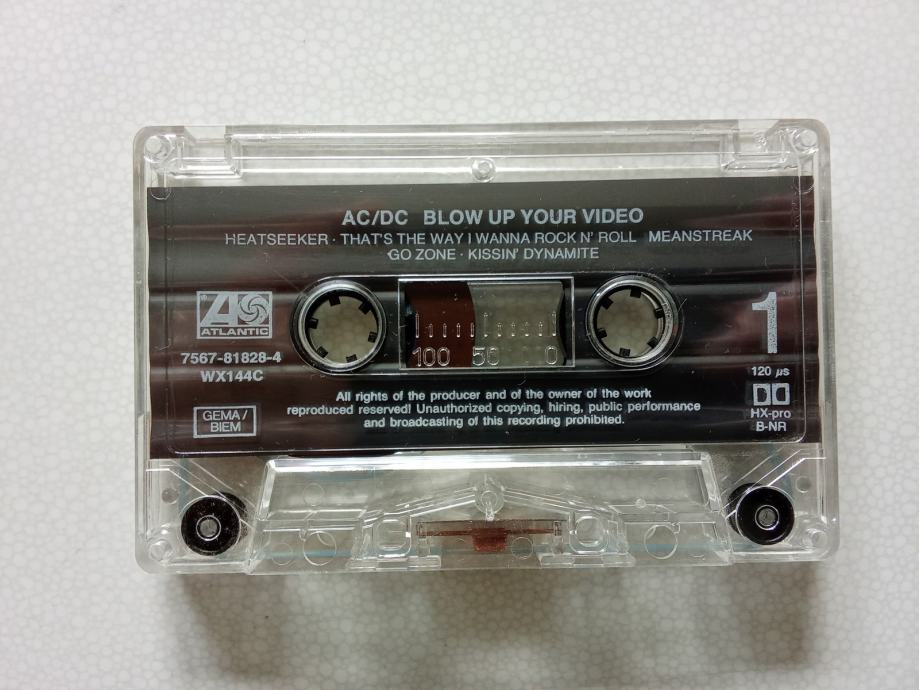 AC/DC BLOW UP YOUR VIDEO
HEATSEEKER · THAT'S THE WAY I WANNA ROCK N' ROLL MEANSTREAK
GO ZONE · KISSIN' DYNAMITE
ATLANTIC
7567-81828-4
WX144C
GEMA/
BIEM
100 50 0
1
120 µs
HX-pro
B-NR
All rights of the producer and of the owner of the work
reproduced reserved! Unauthorized copying, hiring, public performance
and broadcasting of this recording prohibited.